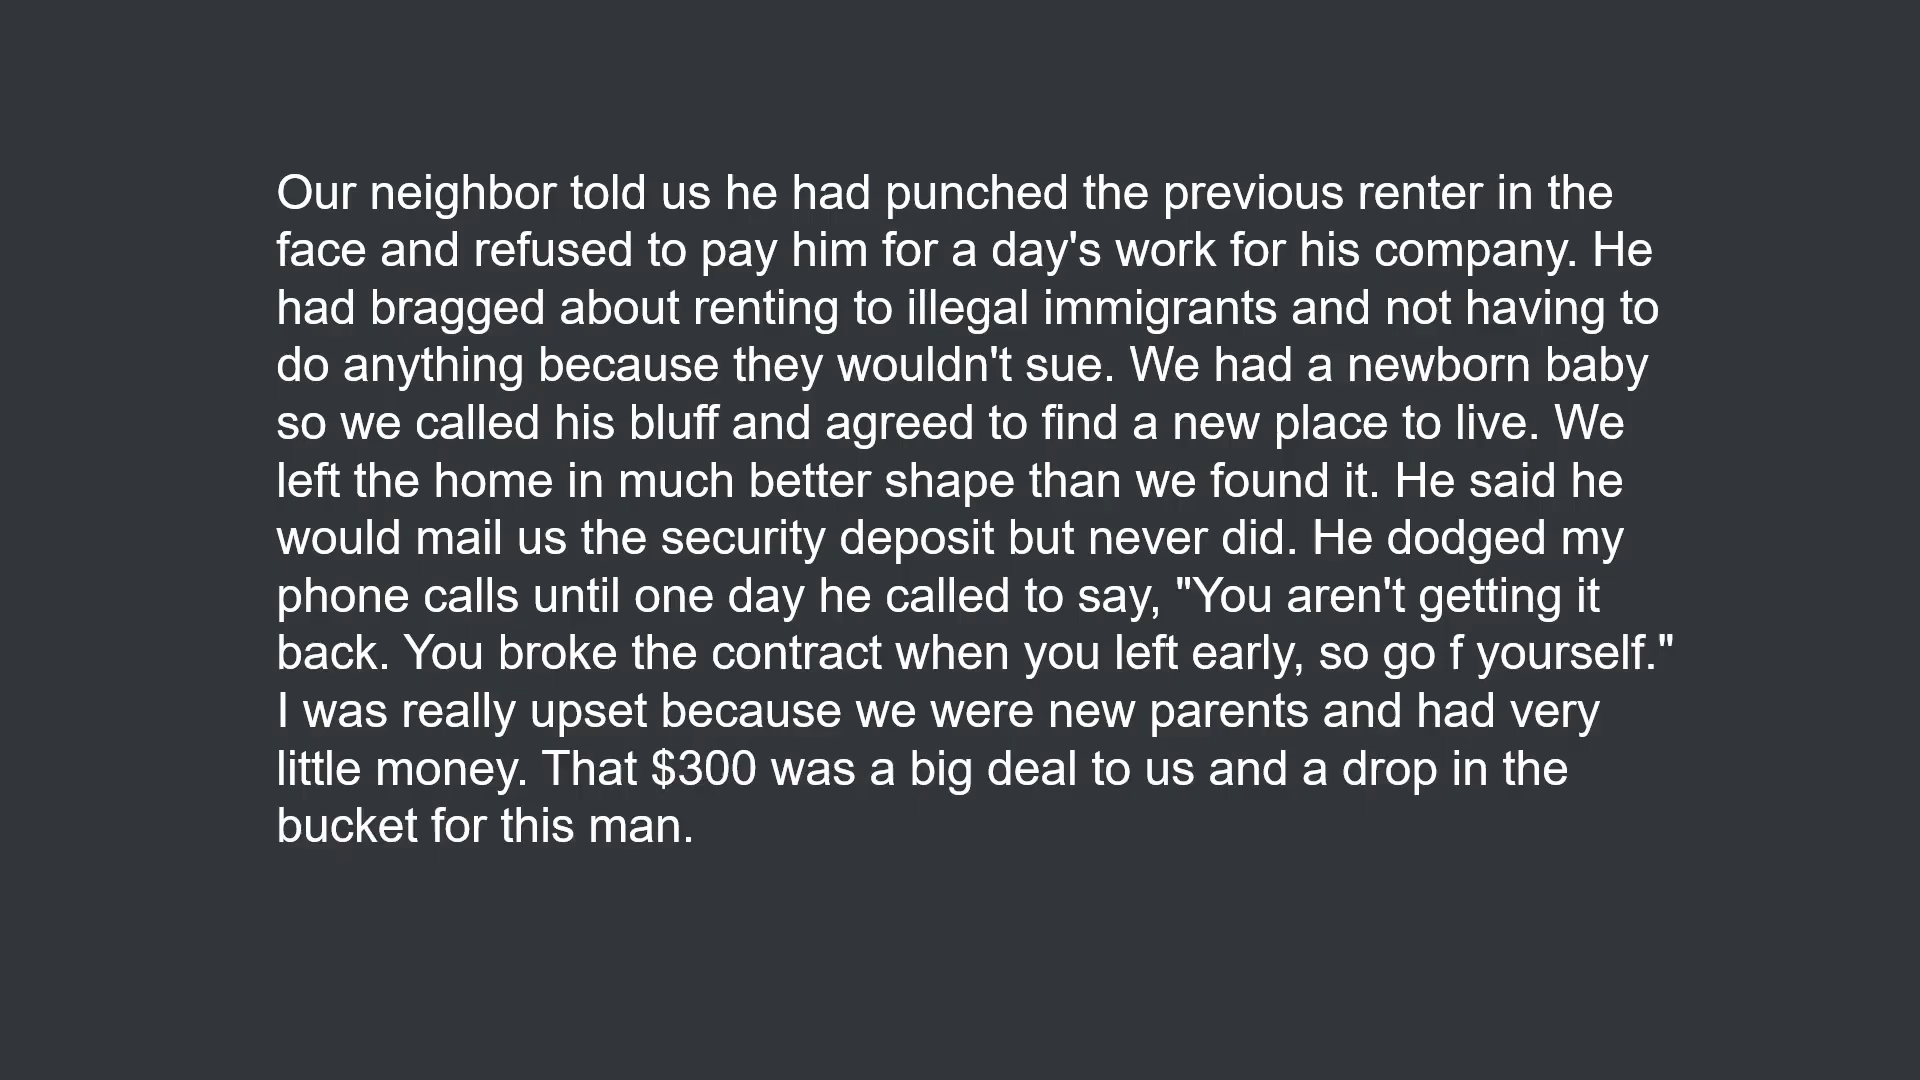 Our neighbor told us he had punched the previous renter in the
face and refused to pay him for a day's work for his company. He
had bragged about renting to illegal immigrants and not having to
do anything because they wouldn't sue. We had a newborn baby
so we called his bluff and agreed to find a new place to live. We
left the home in much better shape than we found it. He said he
would mail us the security deposit but never did. He dodged my
phone calls until one day he called to say, "You aren't getting it
back. You broke the contract when you left early, so go f yourself."
I was really upset because we were new parents and had very
little money. That $300 was a big deal to us and a drop in the
bucket for this man.